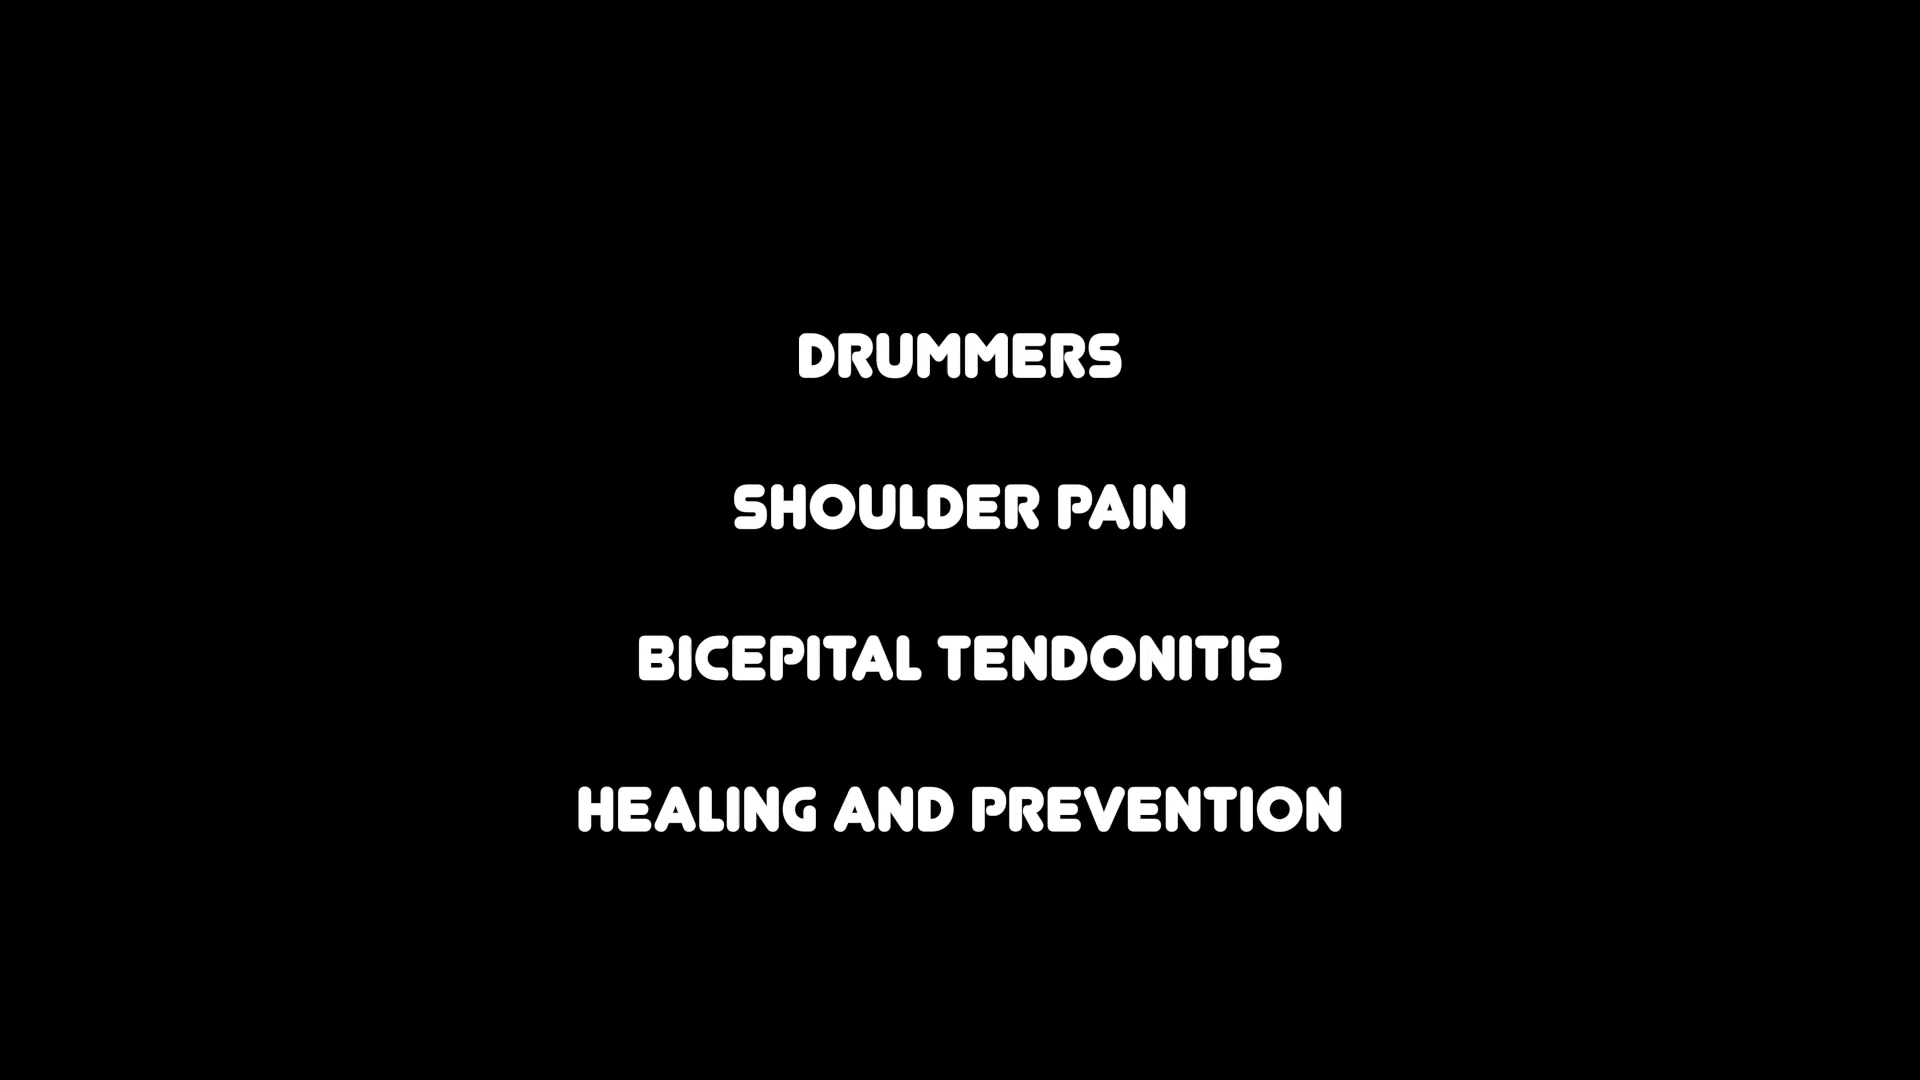 DRUMMERS
SHOULDER PAIN
BICEPITAL TENDONITIS
HEALING AND PREVENTION